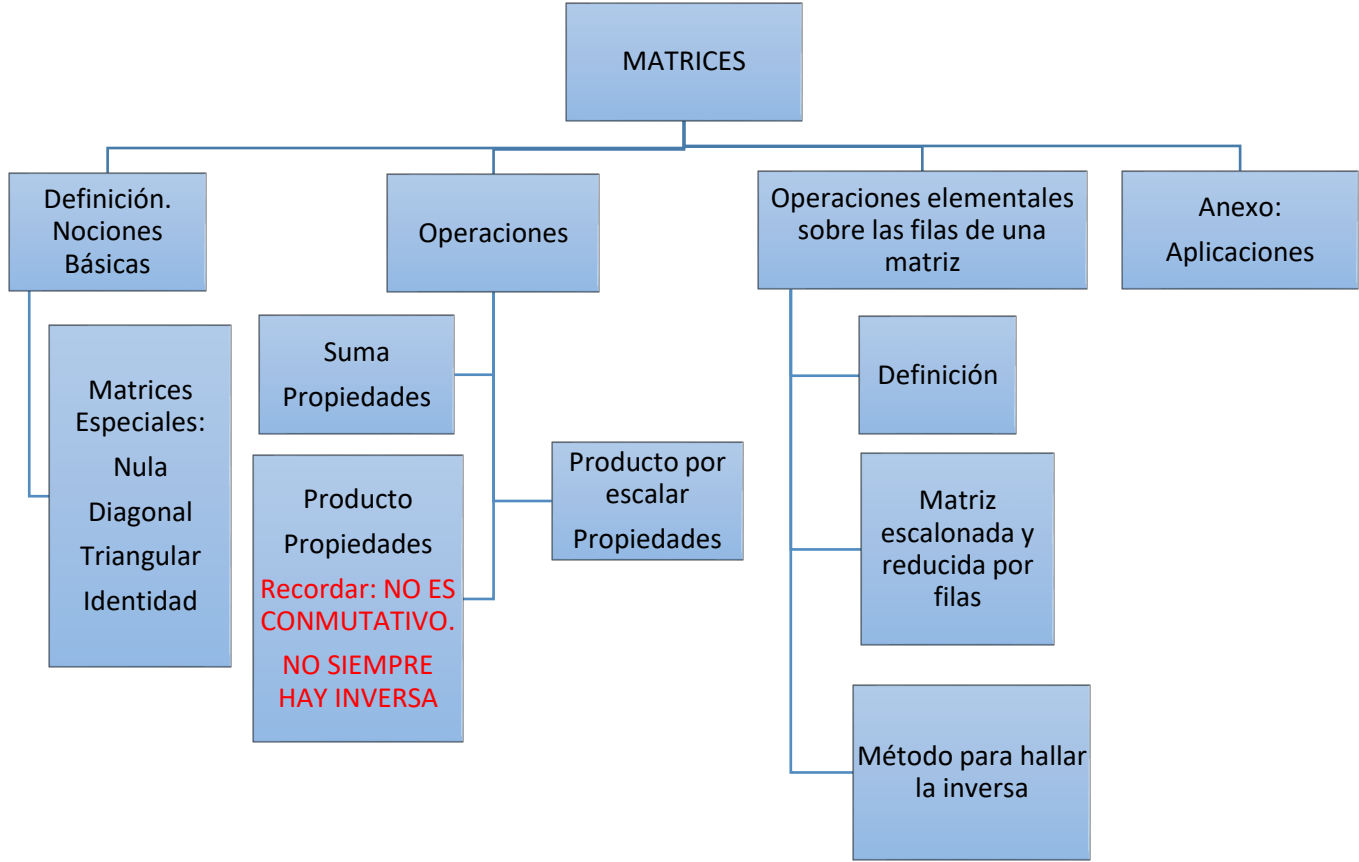 MATRICES
Definición.
Nociones
Básicas
Matrices
Especiales:
Nula
Diagonal
Triangular
Identidad
Operaciones
Suma
Propiedades
Producto
Propiedades
Recordar: NO ES
CONMUTATIVO.
NO SIEMPRE
HAY INVERSA
Producto por
escalar
Propiedades
Operaciones elementales
sobre las filas de una
matriz
Definición
Matriz
escalonada y
reducida por
filas
Método para hallar
la inversa
Anexo:
Aplicaciones